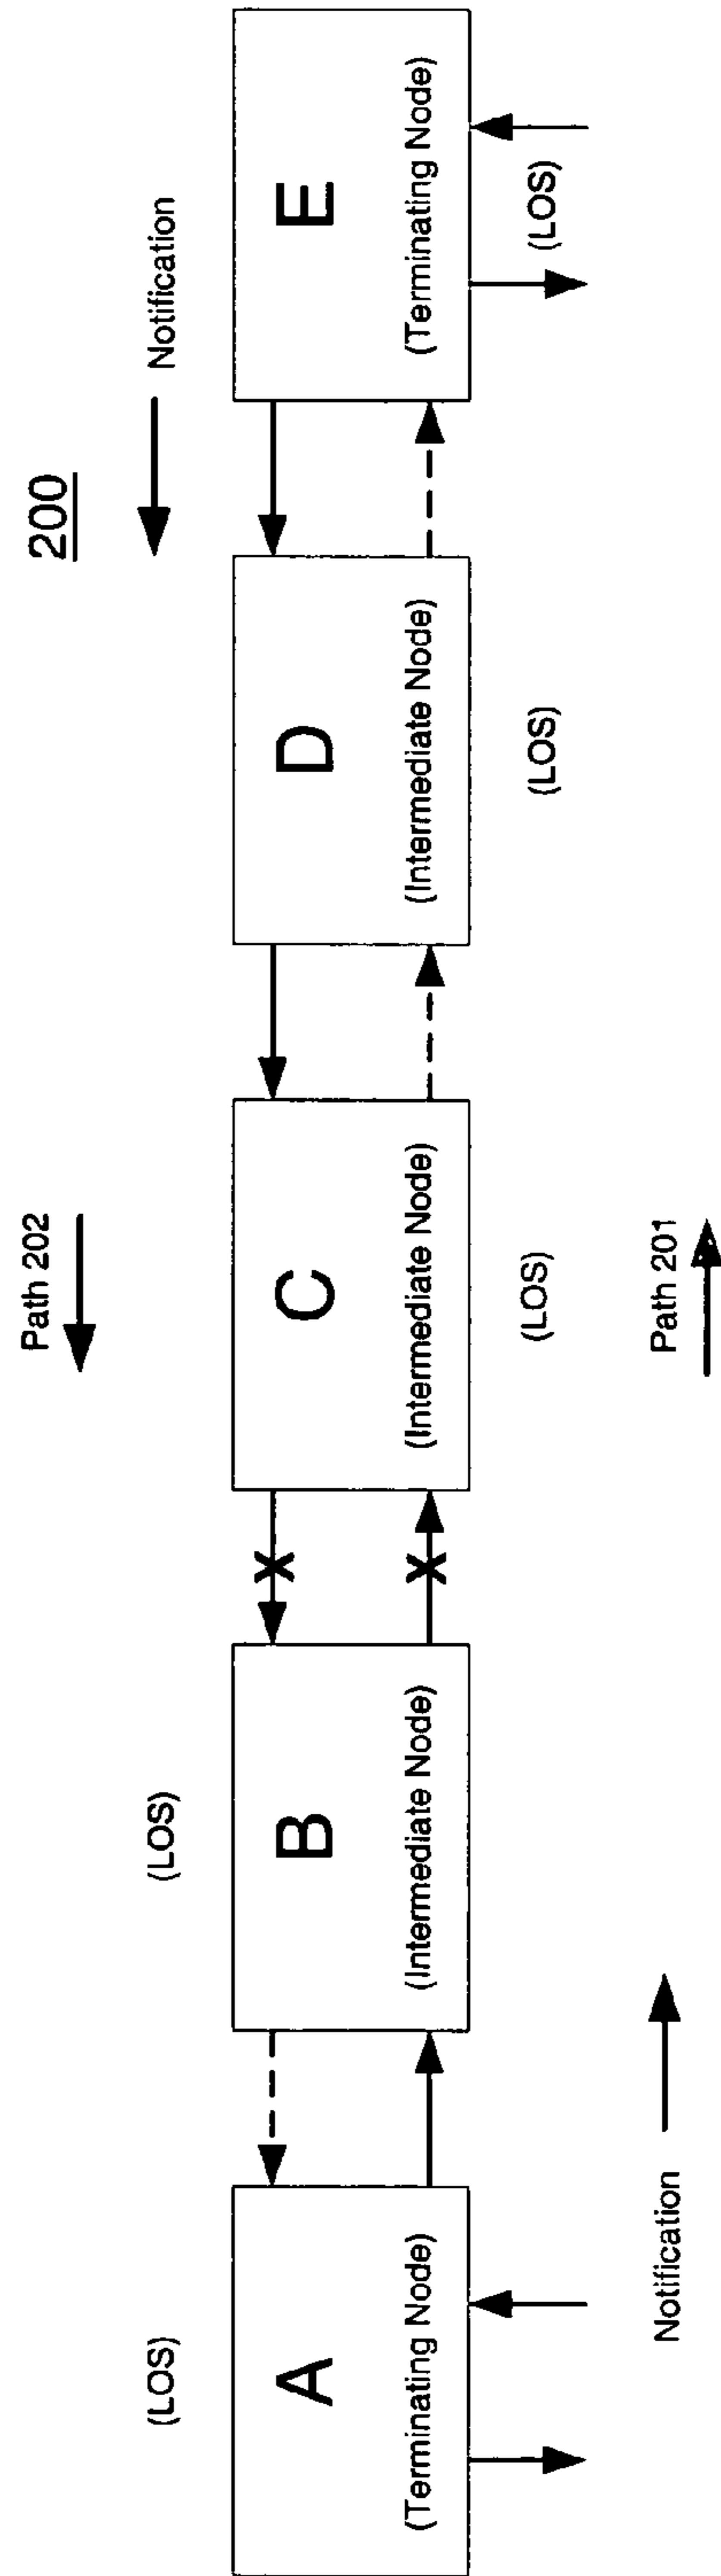 200
Path 202
Notification
(LOS)
(LOS)
A
(Terminating Node)
B
(Intermediate Node)
X
X
C
(Intermediate Node)
D
(Intermediate Node)
E
(Terminating Node)
(LOS)
(LOS)
(LOS)
Notification
Path 201